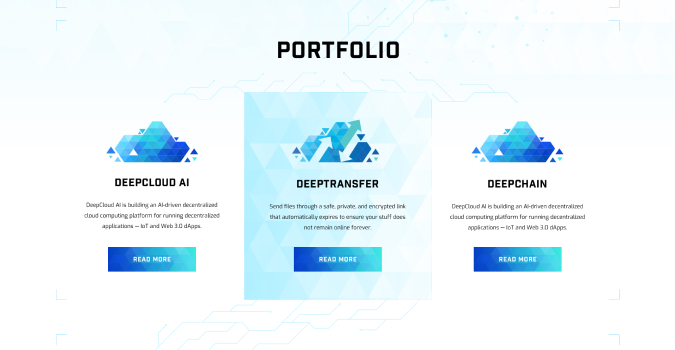 PORTFOLIO
DEEPCLOUD AI
DeepCloud AI is building an AI-driven decentralized
cloud computing platform for running decentralized
applications — IoT and Web 3.0 dApps.
READ MORE
DEEPTRANSFER
Send files through a safe, private, and encrypted link
that automatically expires to ensure your stuff does
not remain online forever.
READ MORE
DEEPCHAIN
DeepCloud AI is building an AI-driven decentralized
cloud computing platform for running decentralized
applications — IoT and Web 3.0 dApps.
READ MORE